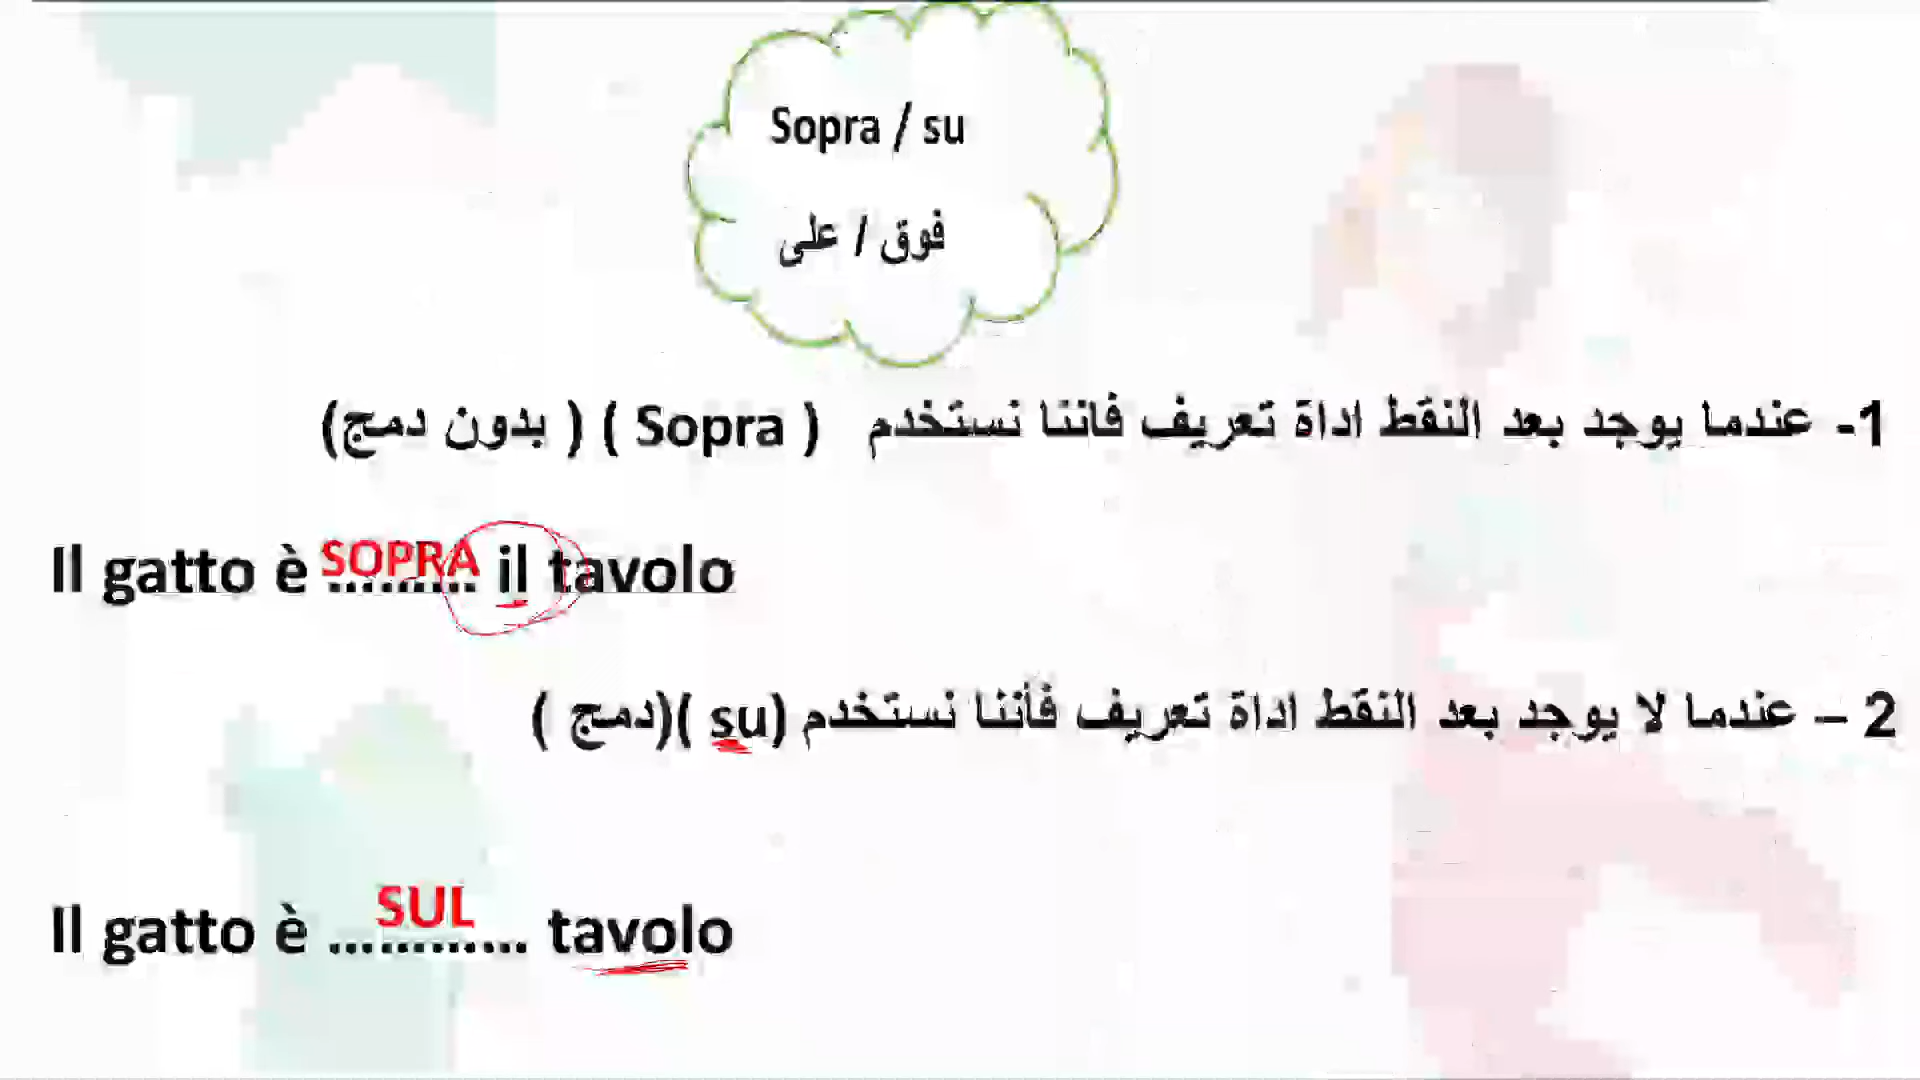 Sopra / su
فوق / على
1- عندما يوجد بعد النقط اداة تعريف فاننا نستخدم ( Sopra ) ( بدون دمج)
Il gatto è ......... SOPRA il tavolo
2 – عندما لا يوجد بعد النقط اداة تعريف فأننا نستخدم (su )(دمج )
Il gatto è ............ SUL tavolo